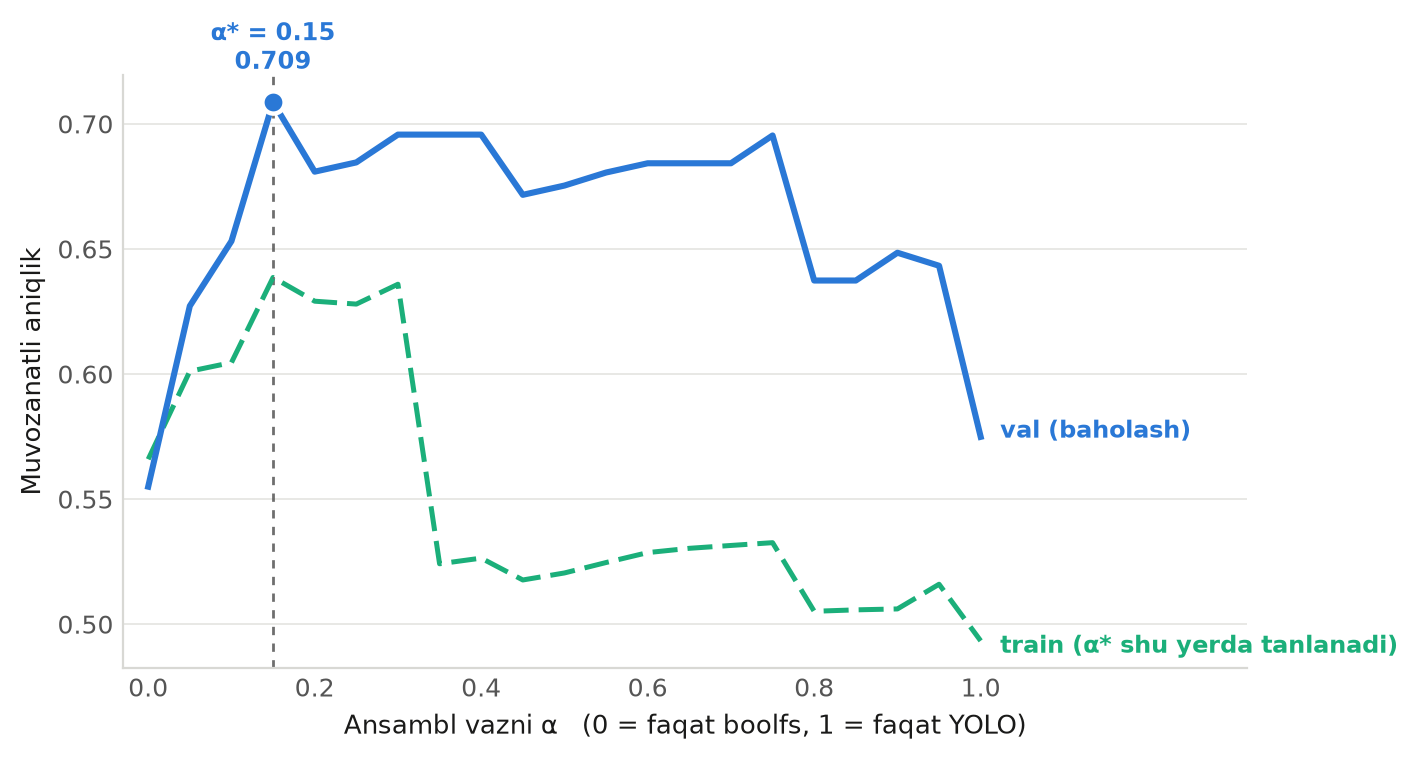 α* = 0.15
0.709
Muvozanatli aniqlik
0.70
0.65
0.60
0.55
0.50
val (baholash)
train (α* shu yerda tanlanadi)
0.0 0.2 0.4 0.6 0.8 1.0
Ansambl vazni α (0 = faqat boolfs, 1 = faqat YOLO)